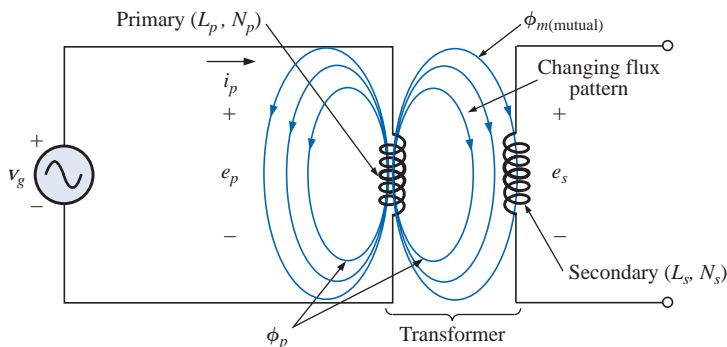 Primary (Lp, Np)
ϕm(mutual)
Changing flux
pattern
ip
+
+
+
vg
−
ep
es
−
−
Secondary (Ls, Ns)
ϕp
Transformer